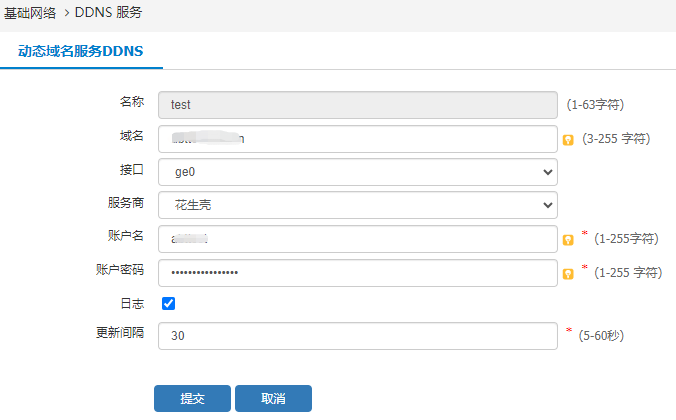 基础网络 > DDNS 服务
动态域名服务DDNS
名称 test (1-63字符)
域名 (3-255 字符)
接口 ge0
服务商 花生壳
账户名 * (1-255字符)
账户密码 •••••••••••••••• * (1-255 字符)
日志
更新间隔 30 * (5-60秒)
提交 取消